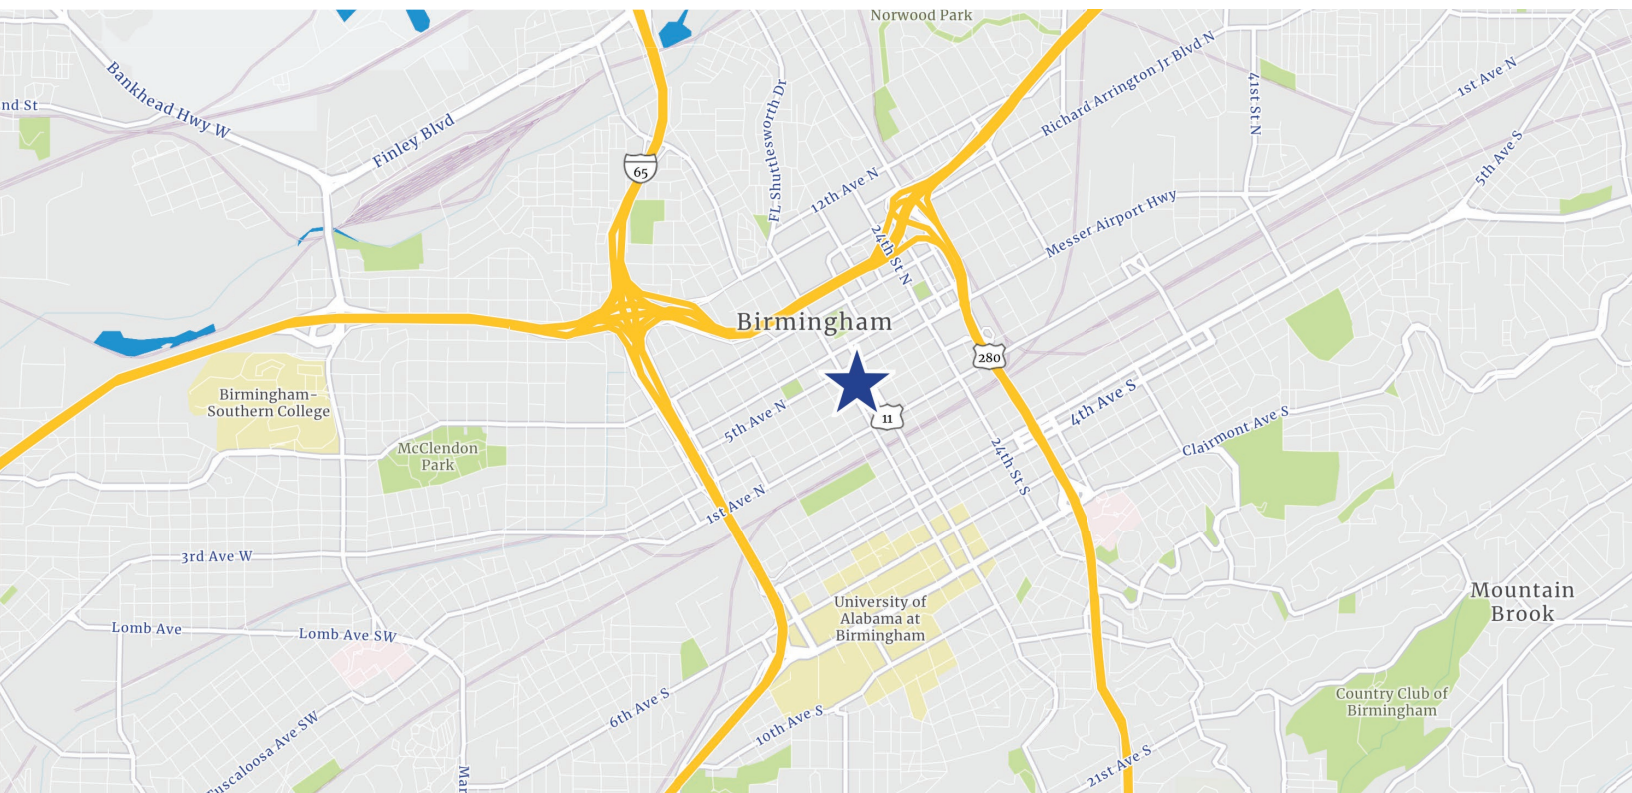 Norwood Park
Bankhead Hwy W
Finley Blvd
nd St
65
FL Shuttlesworth Dr
12th Ave N
24th St N
Richard Arrington Jr Blvd N
41st St N
1st Ave N
5th Ave S
Messer Airport Hwy
Birmingham
280
11
5th Ave N
4th Ave S
Clairmont Ave S
24th St S
Birmingham-
Southern College
McClendon
Park
1st Ave N
3rd Ave W
Lomb Ave
Lomb Ave SW
University of
Alabama at
Birmingham
Mountain
Brook
Country Club of
Birmingham
6th Ave S
10th Ave S
21st Ave S
uscaloosa Ave SW
Mar